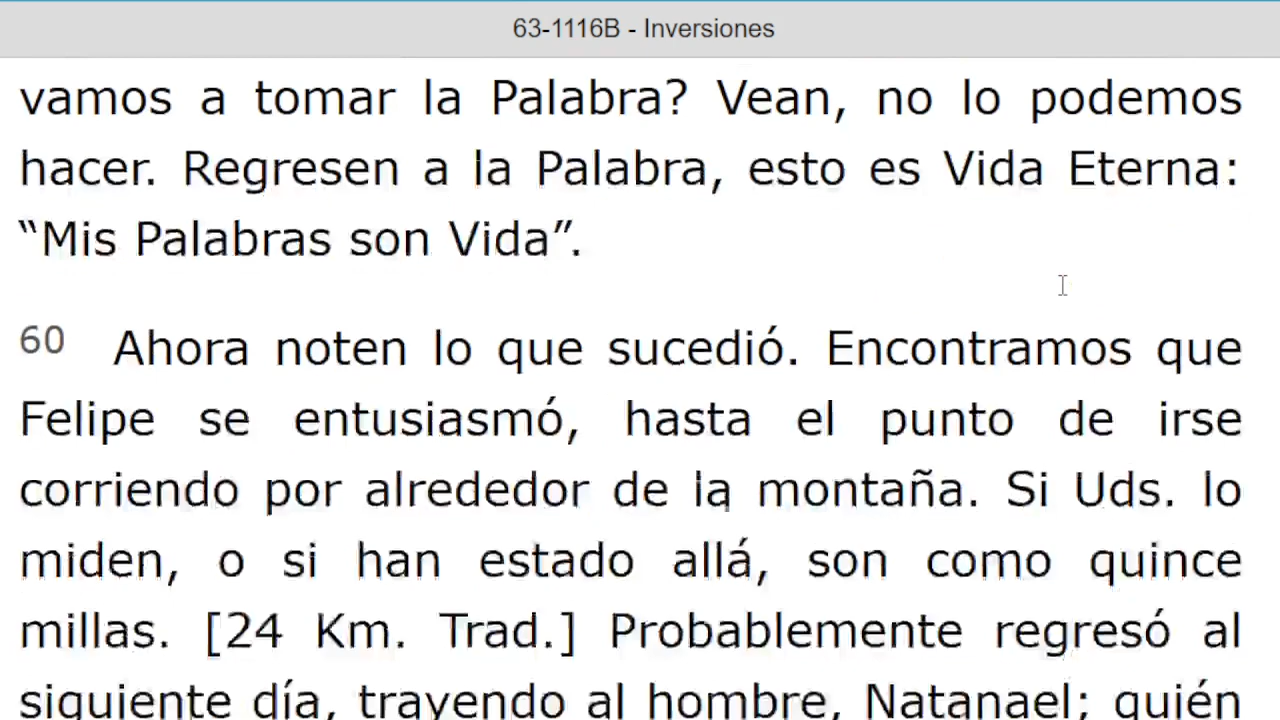 63-1116B - Inversiones
vamos a tomar la Palabra? Vean, no lo podemos
hacer. Regresen a la Palabra, esto es Vida Eterna:
“Mis Palabras son Vida”.
60 Ahora noten lo que sucedió. Encontramos que
Felipe se entusiasmó, hasta el punto de irse
corriendo por alrededor de la montaña. Si Uds. lo
miden, o si han estado allá, son como quince
millas. [24 Km. Trad.] Probablemente regresó al
siguiente día, trayendo al hombre, Natanael; quién